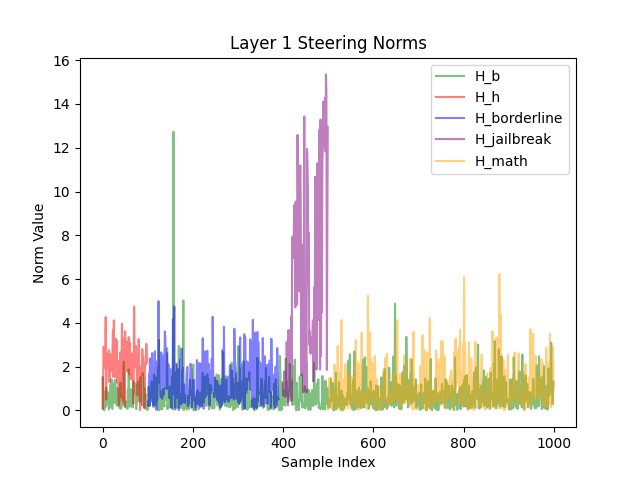 Layer 1 Steering Norms
16
14
12
10
8
6
4
2
0
Norm Value
0
200
400
600
800
1000
Sample Index
H_b
H_h
H_borderline
H_jailbreak
H_math